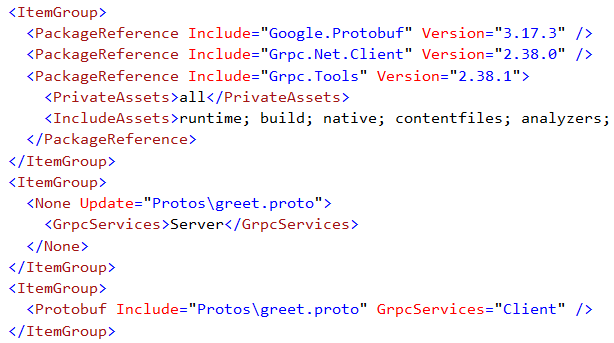 <ItemGroup>
<PackageReference Include="Google.Protobuf" Version="3.17.3" />
<PackageReference Include="Grpc.Net.Client" Version="2.38.0" />
<PackageReference Include="Grpc.Tools" Version="2.38.1">
<PrivateAssets>all</PrivateAssets>
<IncludeAssets>runtime; build; native; contentfiles; analyzers;
</PackageReference>
</ItemGroup>
<ItemGroup>
<None Update="Protos\greet.proto">
<GrpcServices>Server</GrpcServices>
</None>
</ItemGroup>
<ItemGroup>
<Protobuf Include="Protos\greet.proto" GrpcServices="Client" />
</ItemGroup>